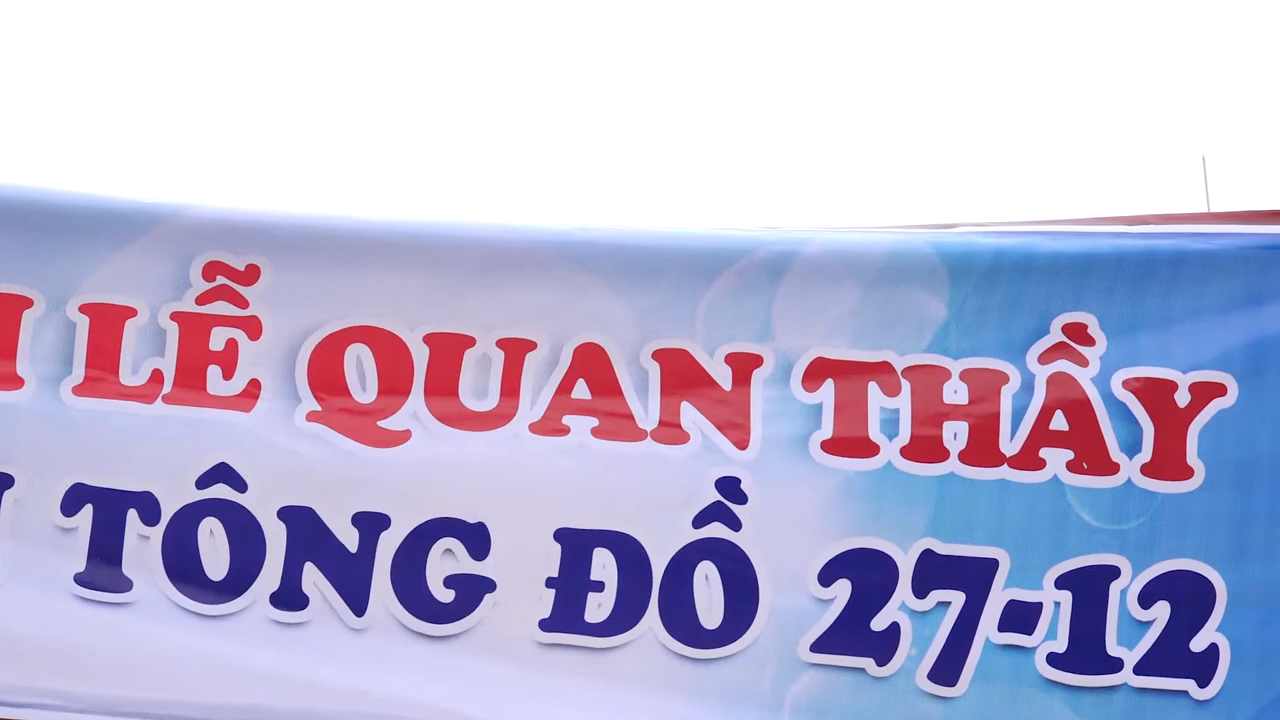 LỄ QUAN THẦY
TÔNG ĐỒ 27-12